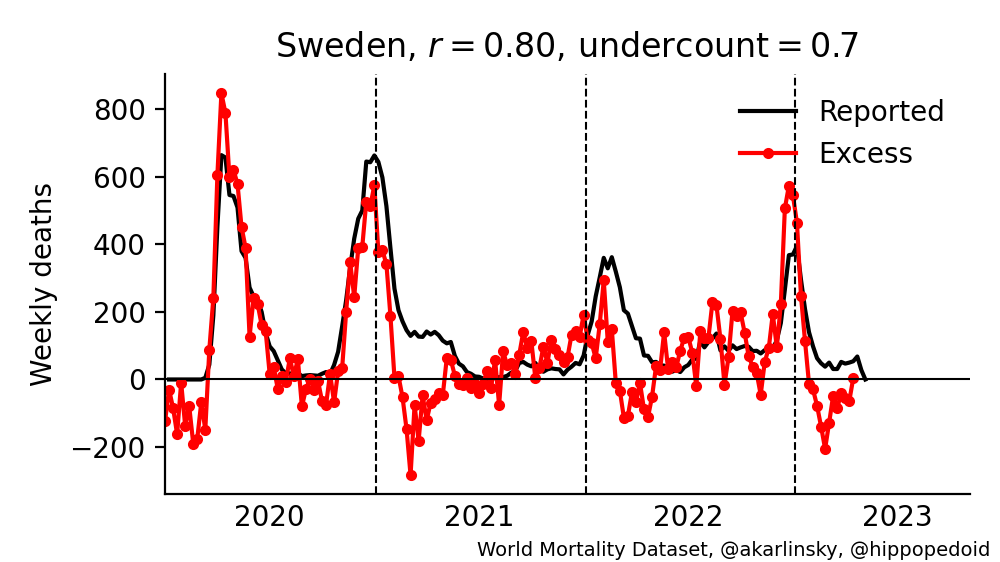 Sweden, r = 0.80, undercount = 0.7
Reported
Excess
Weekly deaths
800
600
400
200
0
−200
2020 2021 2022 2023
World Mortality Dataset, @akarlinsky, @hippopedoid